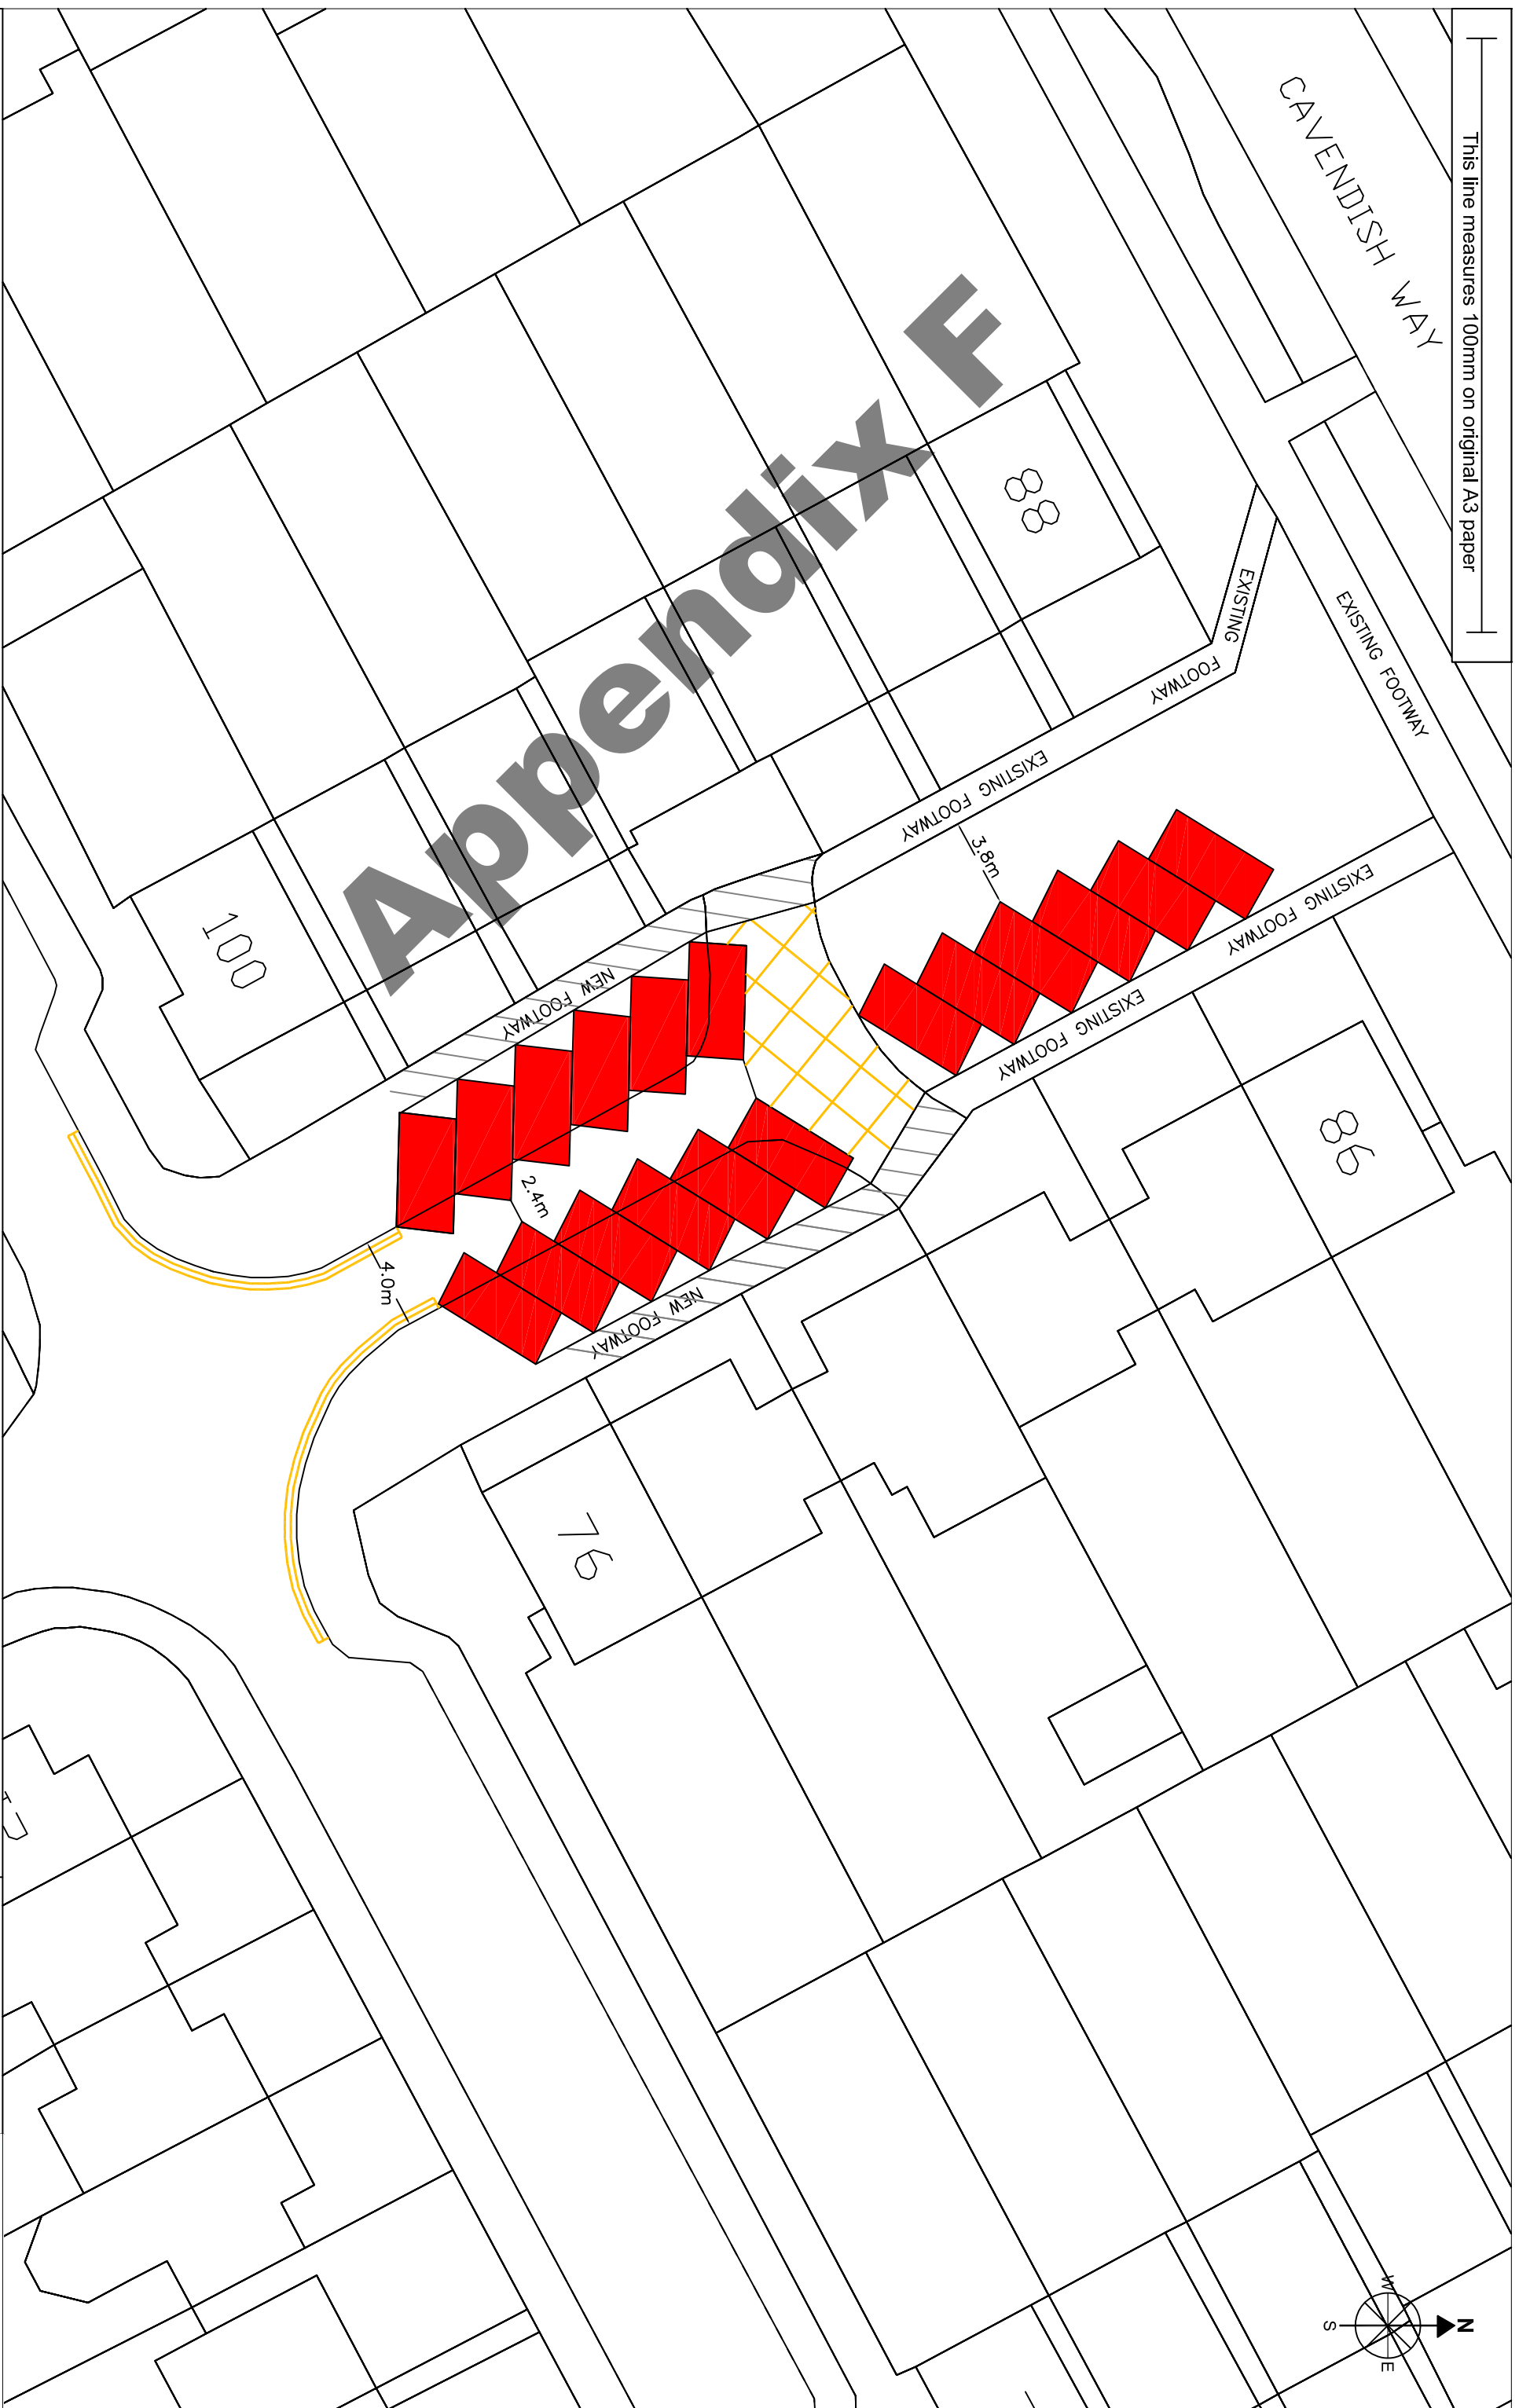 This line measures 100mm on original A3 paper
CAVENDISH WAY
EXISTING FOOTWAY
EXISTING
FOOTWAY
88
EXISTING FOOTWAY
3.8m
EXISTING FOOTWAY
EXISTING FOOTWAY
86
Appendix F
100
NEW FOOTWAY
2.4m
4.0m
NEW FOOTWAY
76
N
W
E
S